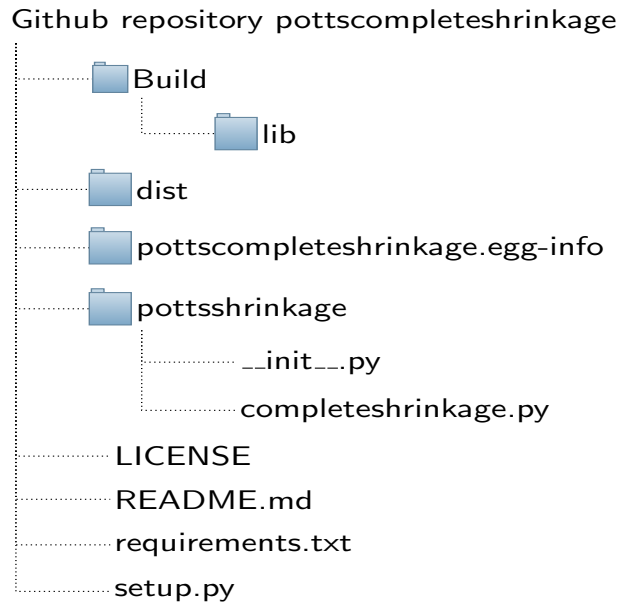 Github repository pottscompleteshrinkage
Build
lib
dist
pottscompleteshrinkage.egg-info
pottsshrinkage
__init__.py
completeshrinkage.py
LICENSE
README.md
requirements.txt
setup.py